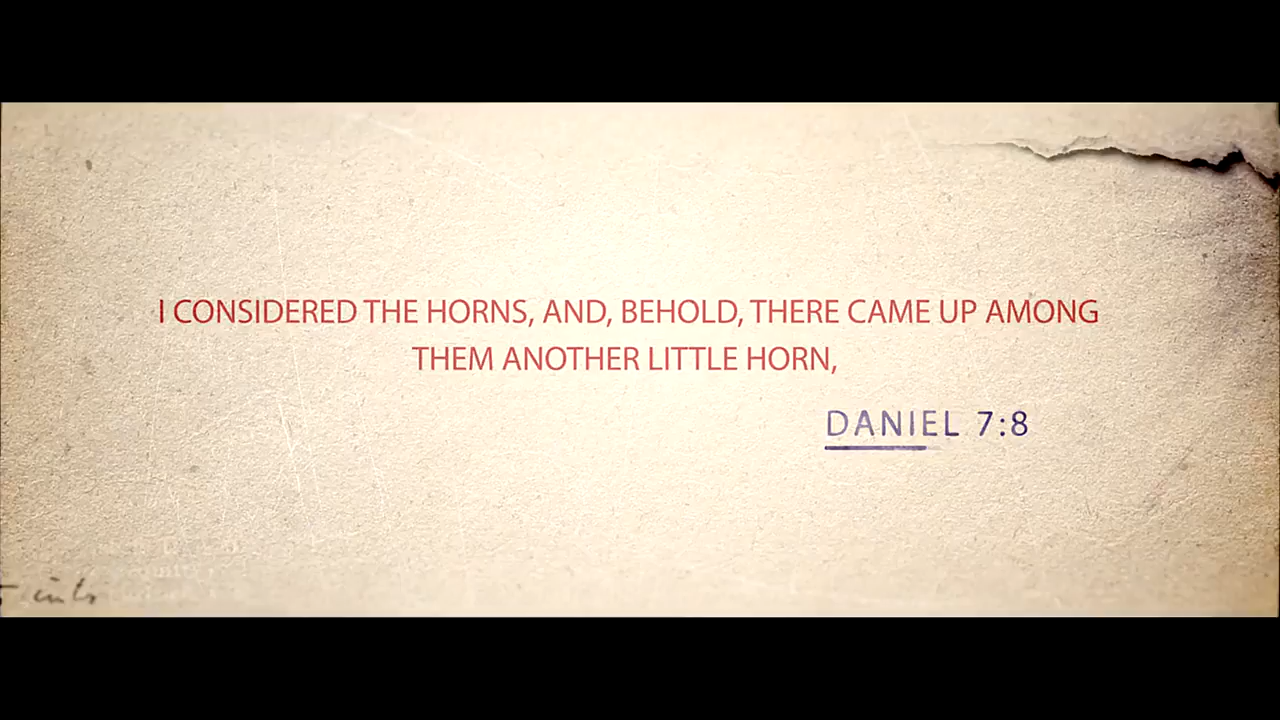 I CONSIDERED THE HORNS, AND, BEHOLD, THERE CAME UP AMONG
THEM ANOTHER LITTLE HORN,
DANIEL 7:8